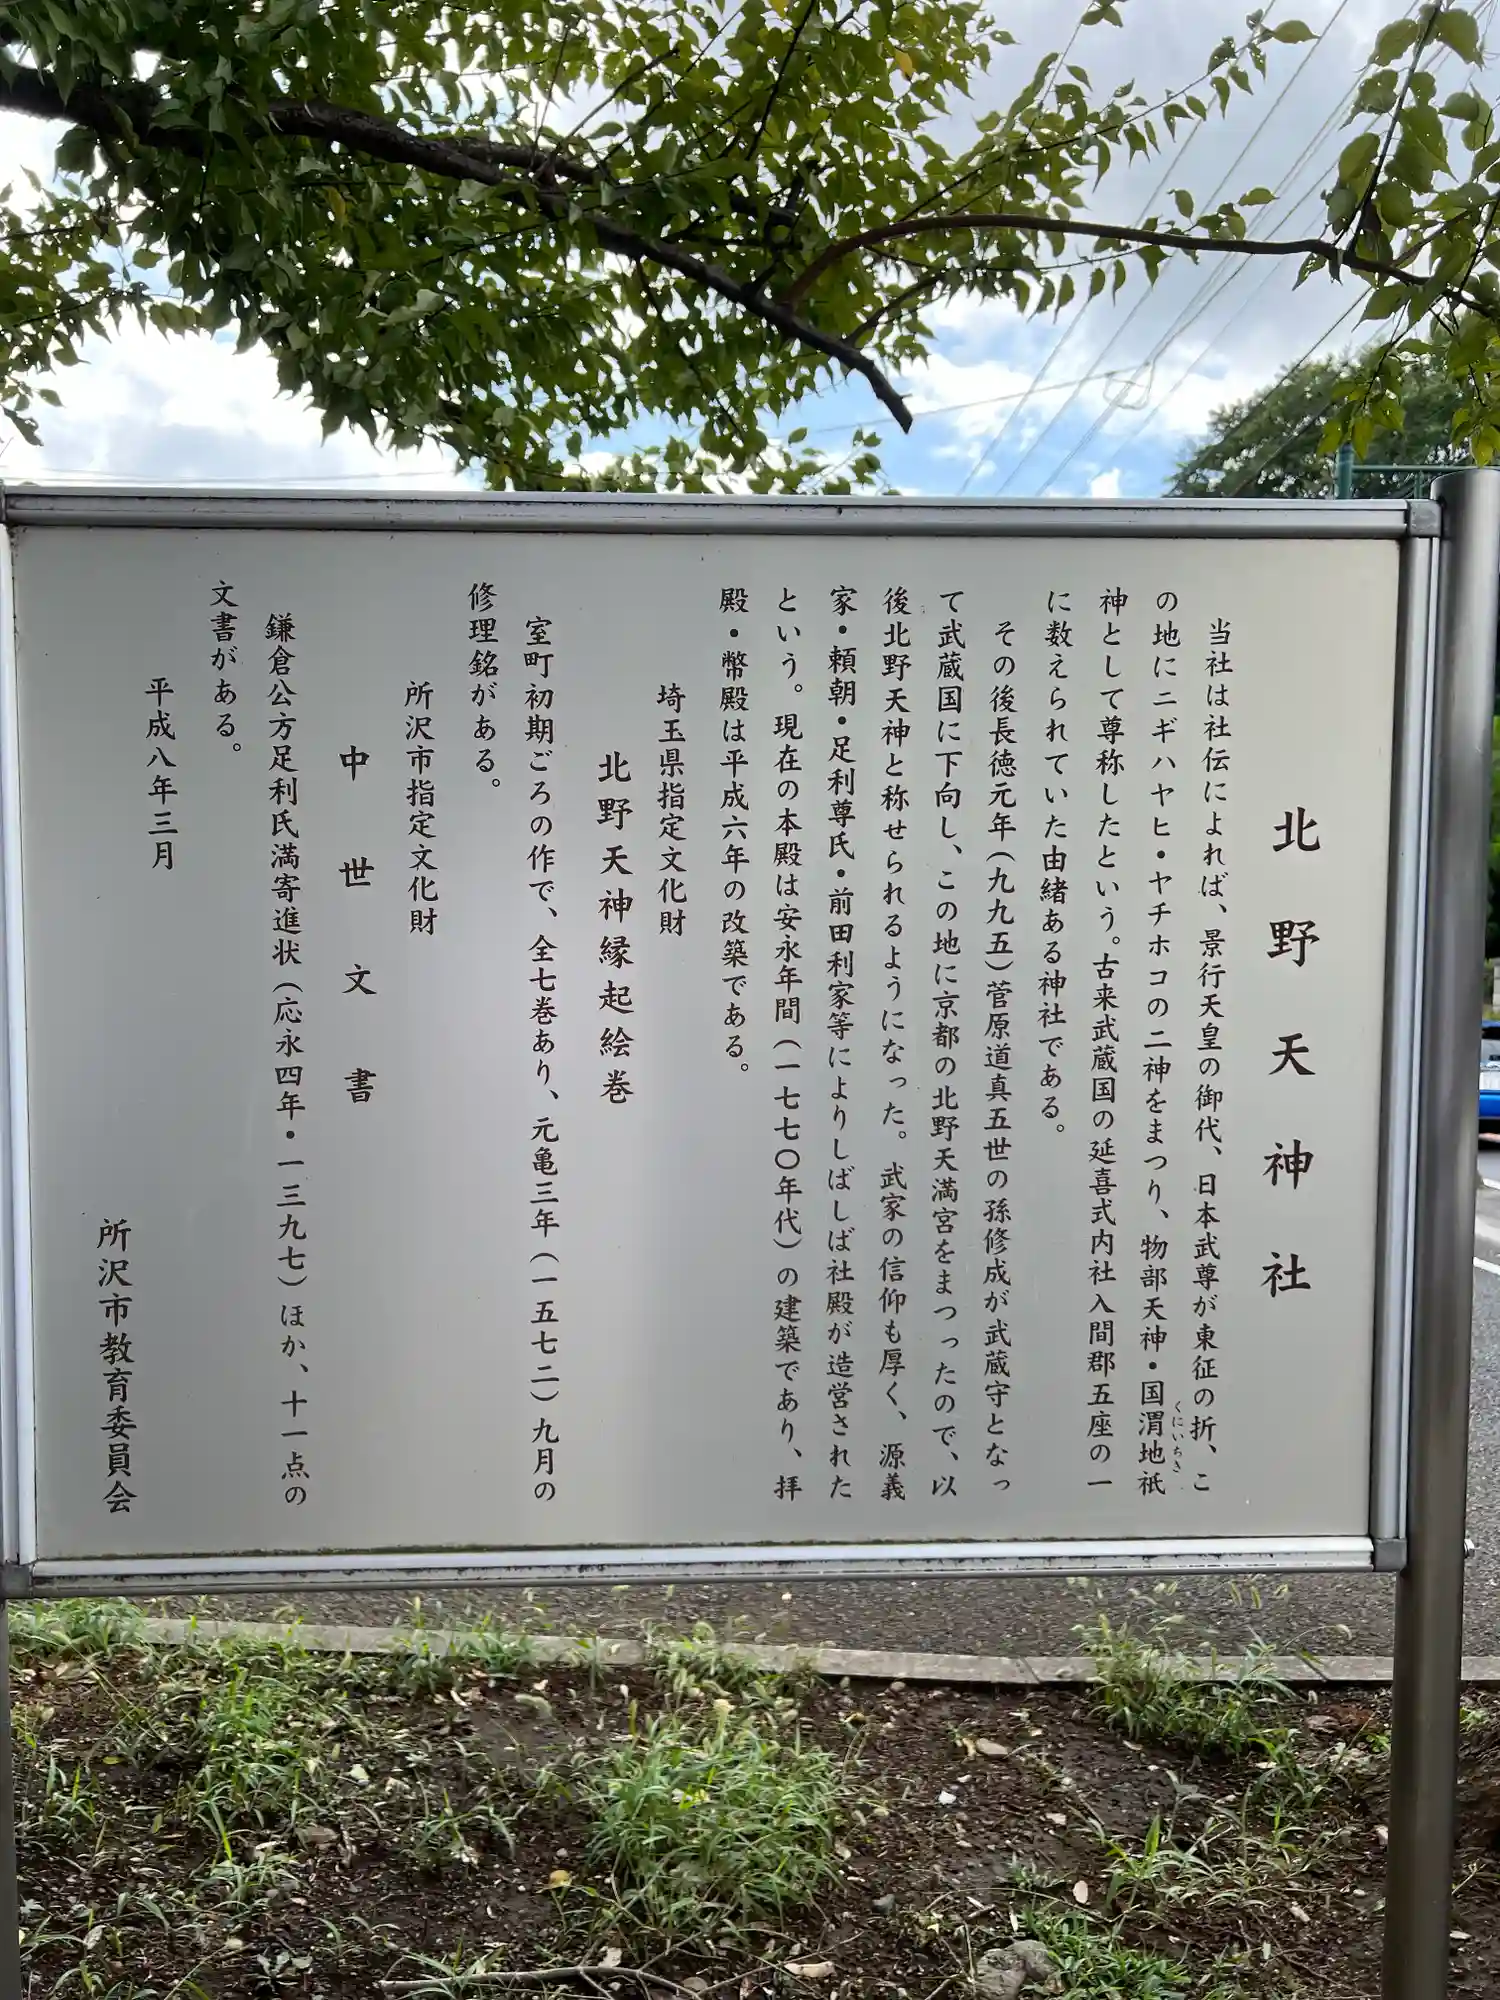 北野天神社
当社は社伝によれば、景行天皇の御代、日本武尊が東征の折、こ
の地にニギハヤヒ・ヤチホコの二神をまつり、物部天神・国渭地祇
くにいちぎ
神として尊称したという。古来武蔵国の延喜式内社入間郡五座の一
に数えられていた由緒ある神社である。
その後長徳元年(九九五)菅原道真五世の孫修成が武蔵守となっ
て武蔵国に下向し、この地に京都の北野天満宮をまつったので、以
後北野天神と称せられるようになった。武家の信仰も厚く、源義
家・頼朝・足利尊氏・前田利家等によりしばしば社殿が造営された
という。現在の本殿は安永年間(一七七〇年代)の建築であり、拝
殿・幣殿は平成六年の改築である。
埼玉県指定文化財
北野天神縁起絵巻
室町初期ごろの作で、全七巻あり、元亀三年(一五七二)九月の
修理銘がある。
所沢市指定文化財
中世文書
鎌倉公方足利氏満寄進状(応永四年・一三九七)ほか、十一点の
文書がある。
平成八年三月
所沢市教育委員会